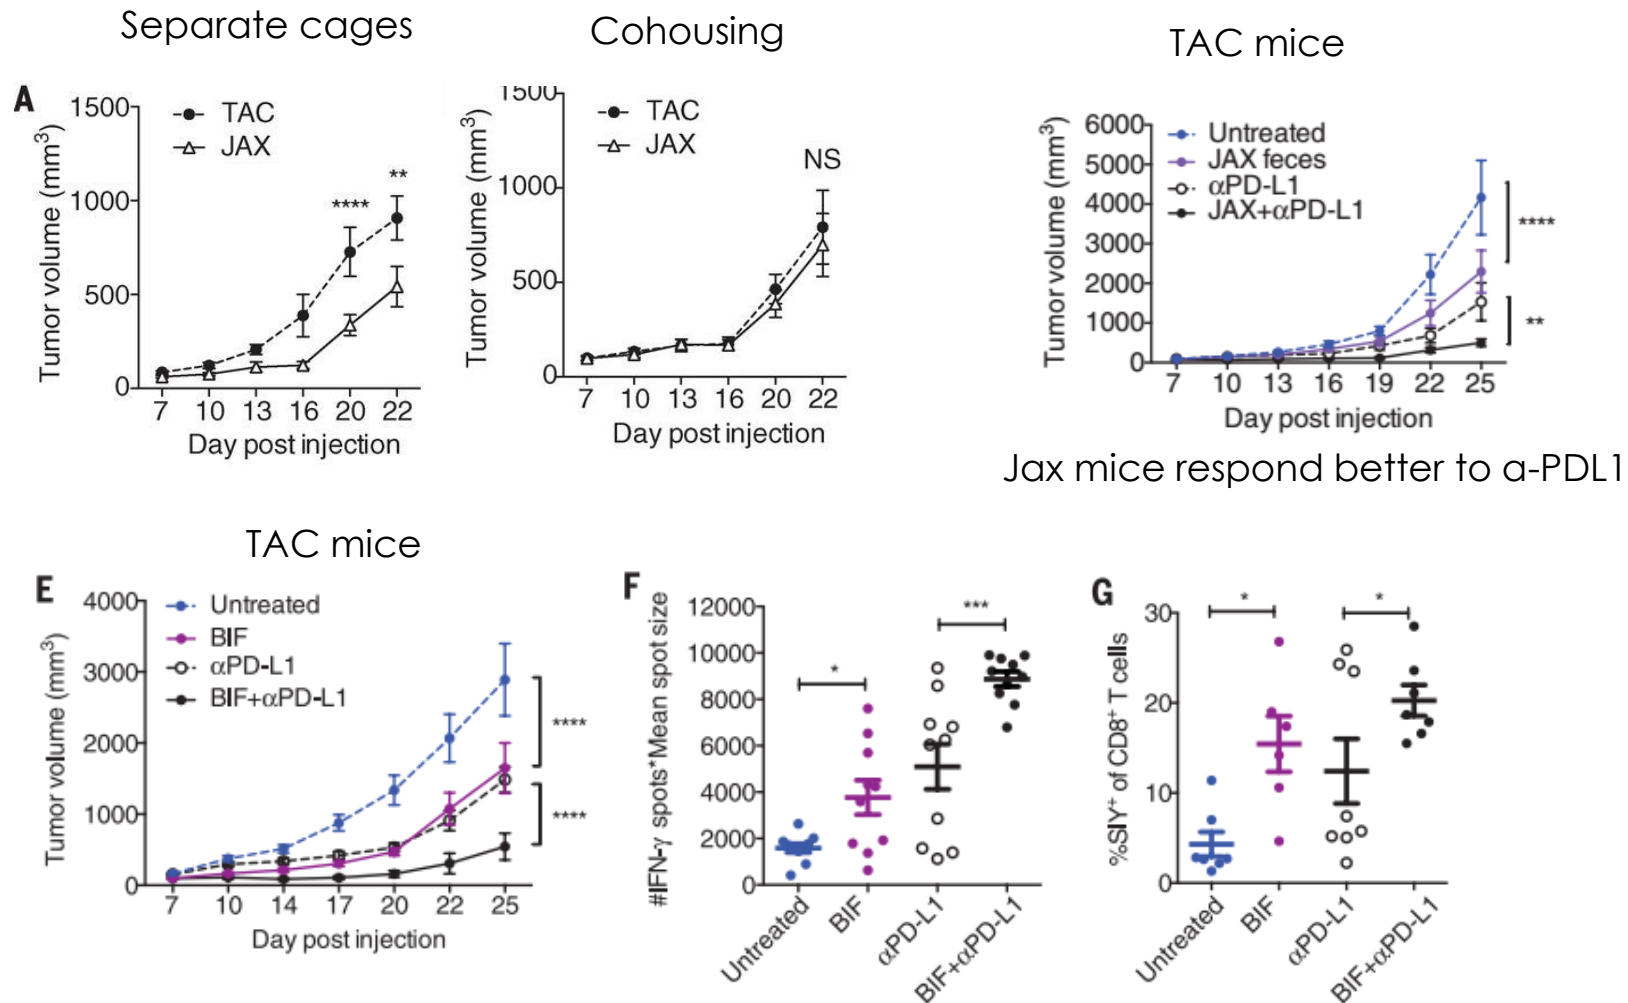 Separate cages
Cohousing
TAC mice
A
1500
1000
500
0
Tumor volume (mm³)
TAC
JAX
****
**
7 10 13 16 20 22
Day post injection
1500
1000
500
0
Tumor volume (mm³)
TAC
JAX
NS
7 10 13 16 20 22
Day post injection
6000
5000
4000
3000
2000
1000
0
Tumor volume (mm³)
Untreated
JAX feces
αPD-L1
JAX+αPD-L1
****
**
7 10 13 16 19 22 25
Day post injection
Jax mice respond better to a-PDL1
TAC mice
E
4000
3000
2000
1000
0
Tumor volume (mm³)
Untreated
BIF
αPD-L1
BIF+αPD-L1
****
****
7 10 14 17 20 22 25
Day post injection
F
12000
10000
8000
6000
4000
2000
0
#IFN-γ spots*Mean spot size
*
***
Untreated
BIF
αPD-L1
BIF+αPD-L1
G
30
20
10
0
%SIY⁺ of CD8⁺ T cells
*
*
Untreated
BIF
αPD-L1
BIF+αPD-L1